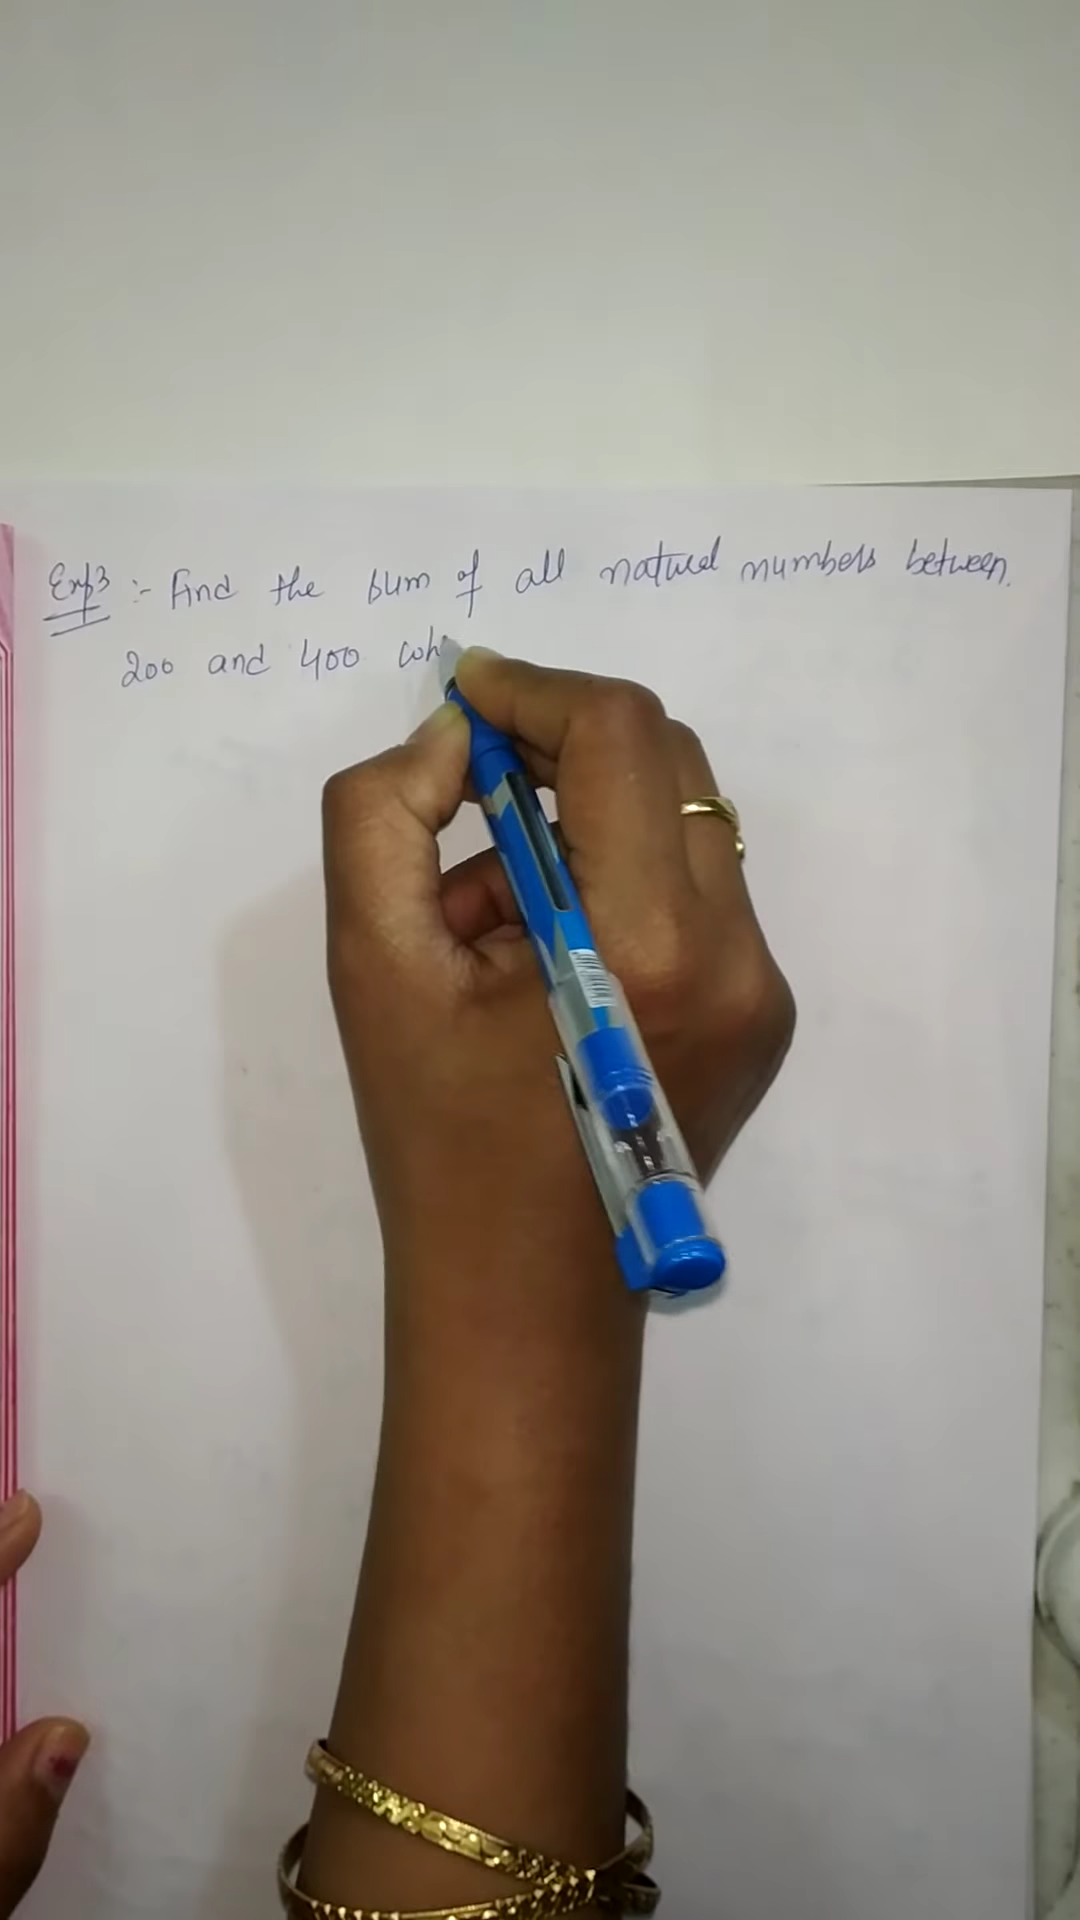 Exp3 :- Find the sum of all natural numbers between
200 and 400 wh